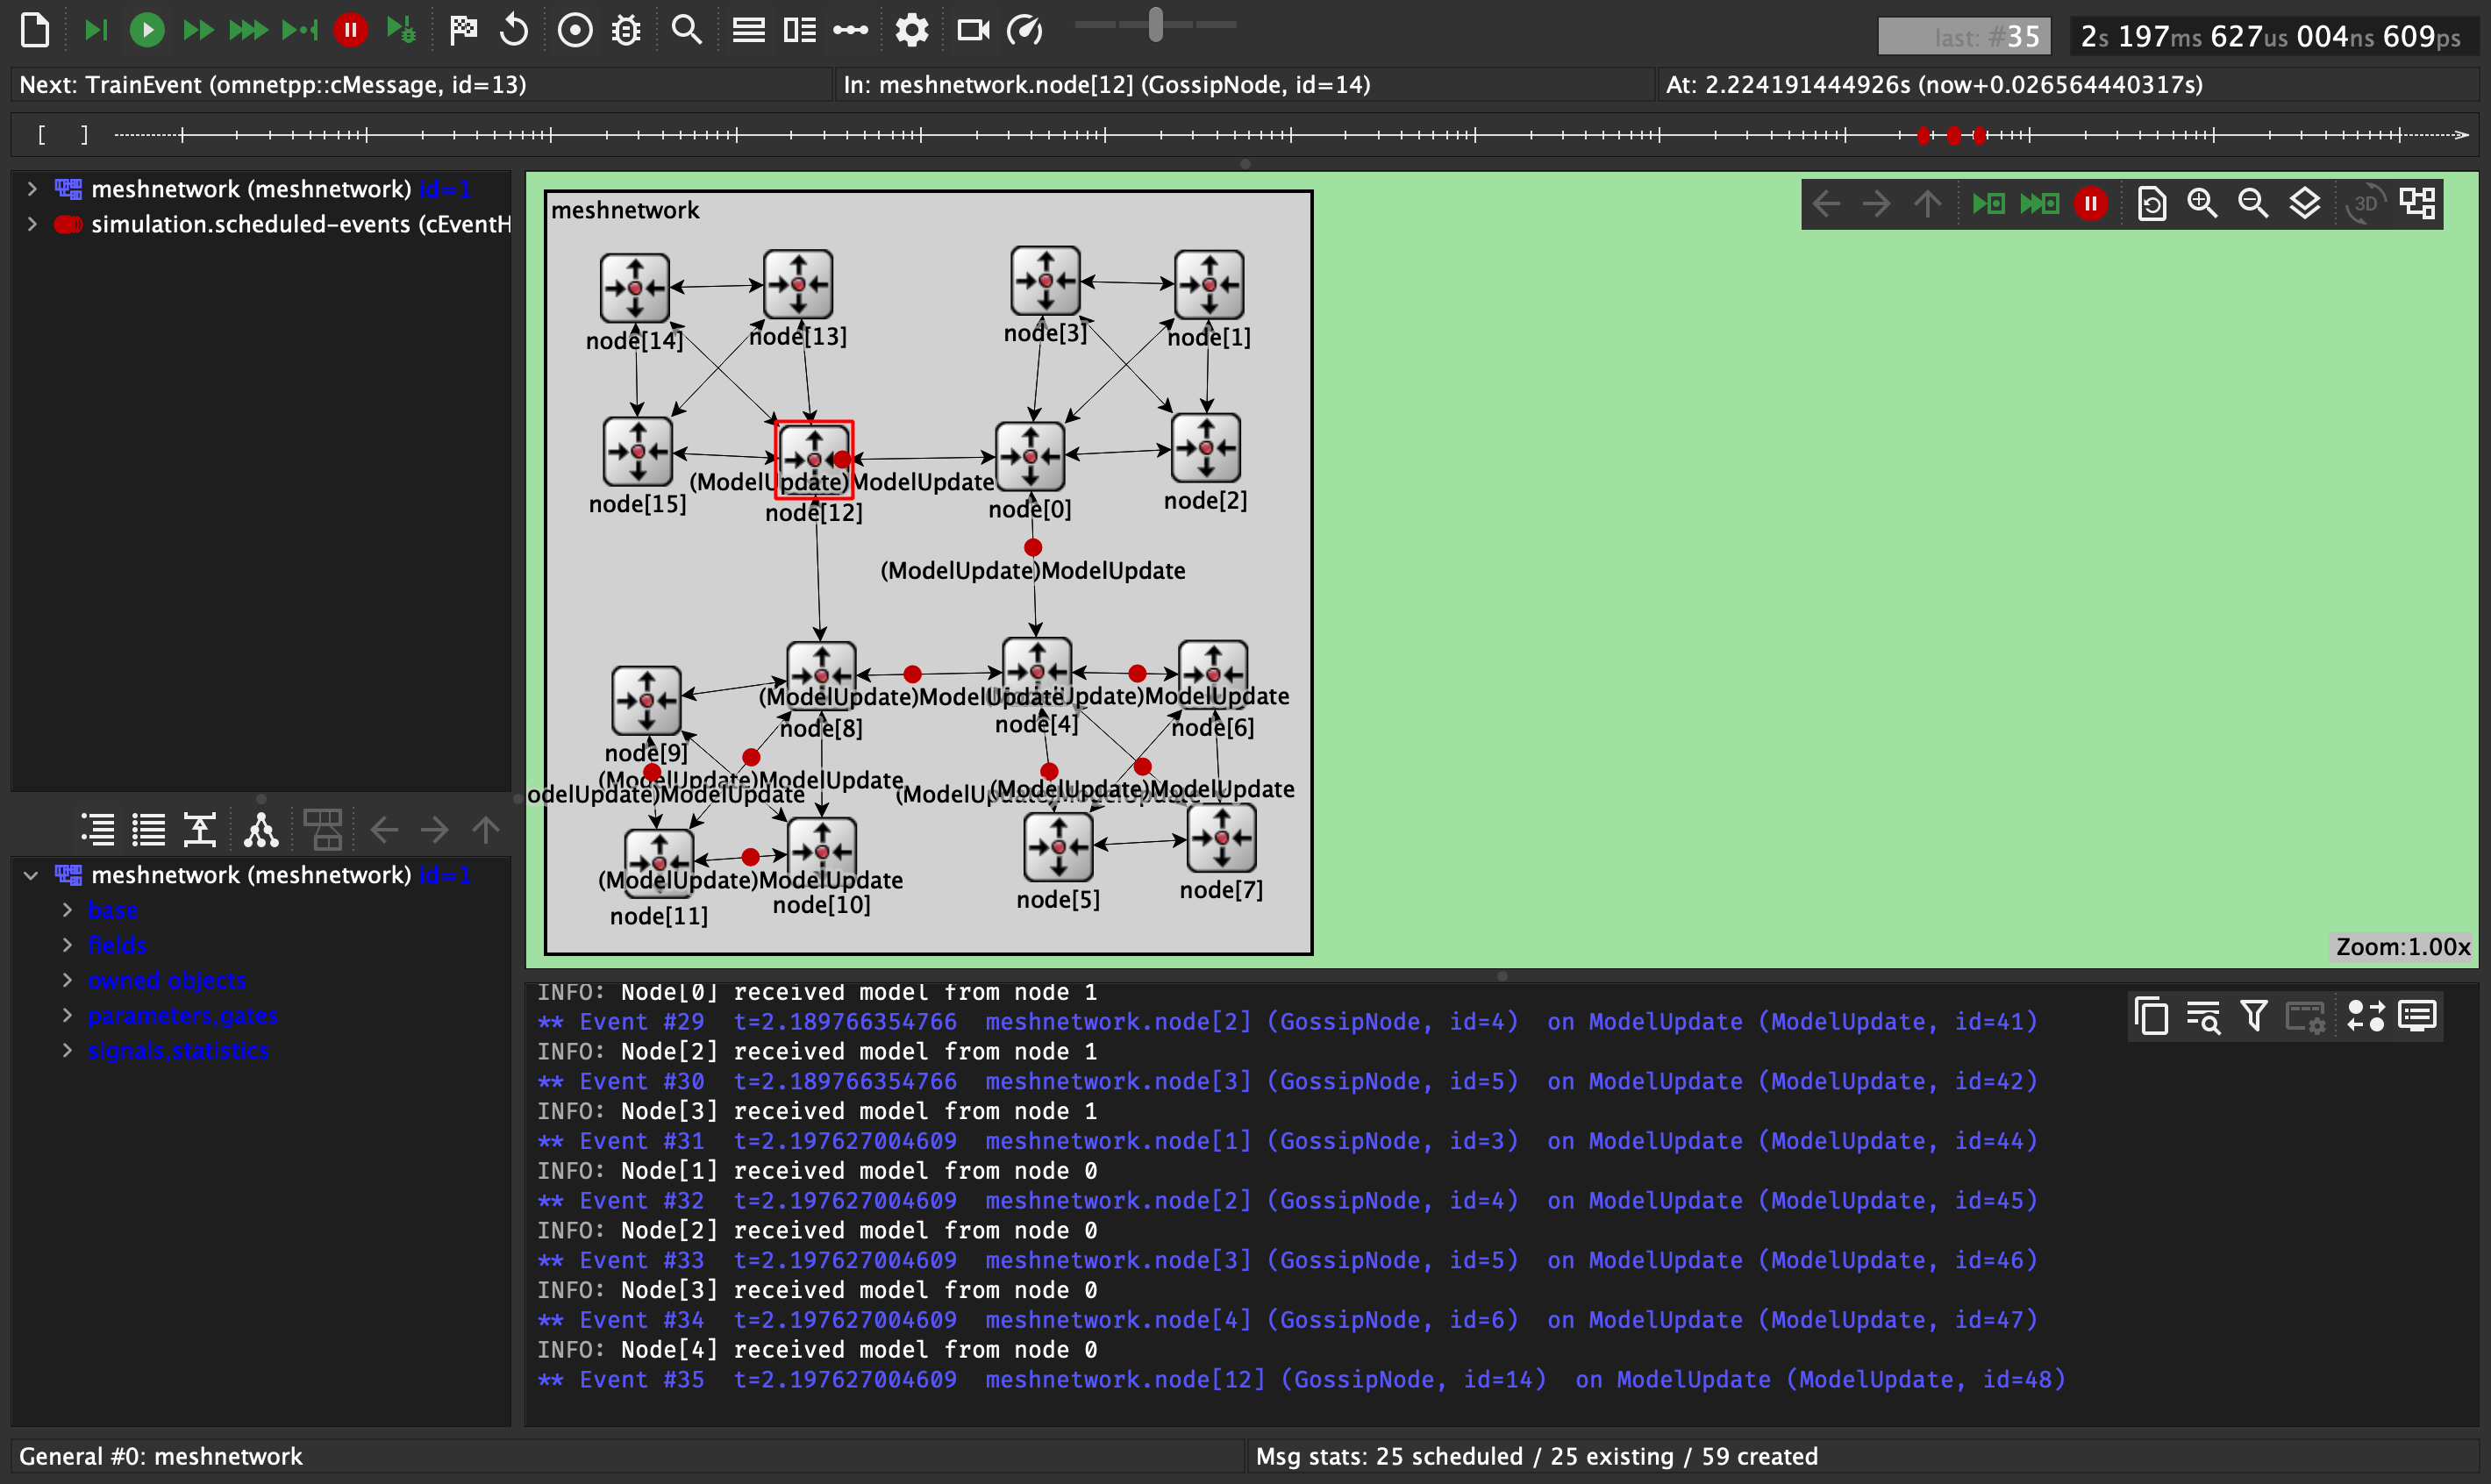 last: #35
2s 197ms 627us 004ns 609ps
Next: TrainEvent (omnetpp::cMessage, id=13)
In: meshnetwork.node[12] (GossipNode, id=14)
At: 2.224191444926s (now+0.026564440317s)
[ ]
meshnetwork (meshnetwork) id=1
simulation.scheduled-events (cEventH
meshnetwork
3D
node[14]
node[13]
node[3]
node[1]
(ModelUpdate)ModelUpdate
node[15]
node[12]
node[0]
node[2]
(ModelUpdate)ModelUpdate
(ModelUpdate)ModelUpdate
node[8]
node[4]
node[6]
node[9]
(ModelUpdate)ModelUpdate
odelUpdate)ModelUpdate
(ModelUpdate)ModelUpdate
(ModelUpdate)ModelUpdate
node[11]
node[10]
node[5]
node[7]
Zoom:1.00x
meshnetwork (meshnetwork) id=1
base
fields
owned objects
parameters,gates
signals,statistics
INFO: Node[0] received model from node 1
** Event #29 t=2.189766354766 meshnetwork.node[2] (GossipNode, id=4) on ModelUpdate (ModelUpdate, id=41)
INFO: Node[2] received model from node 1
** Event #30 t=2.189766354766 meshnetwork.node[3] (GossipNode, id=5) on ModelUpdate (ModelUpdate, id=42)
INFO: Node[3] received model from node 1
** Event #31 t=2.197627004609 meshnetwork.node[1] (GossipNode, id=3) on ModelUpdate (ModelUpdate, id=44)
INFO: Node[1] received model from node 0
** Event #32 t=2.197627004609 meshnetwork.node[2] (GossipNode, id=4) on ModelUpdate (ModelUpdate, id=45)
INFO: Node[2] received model from node 0
** Event #33 t=2.197627004609 meshnetwork.node[3] (GossipNode, id=5) on ModelUpdate (ModelUpdate, id=46)
INFO: Node[3] received model from node 0
** Event #34 t=2.197627004609 meshnetwork.node[4] (GossipNode, id=6) on ModelUpdate (ModelUpdate, id=47)
INFO: Node[4] received model from node 0
** Event #35 t=2.197627004609 meshnetwork.node[12] (GossipNode, id=14) on ModelUpdate (ModelUpdate, id=48)
General #0: meshnetwork
Msg stats: 25 scheduled / 25 existing / 59 created